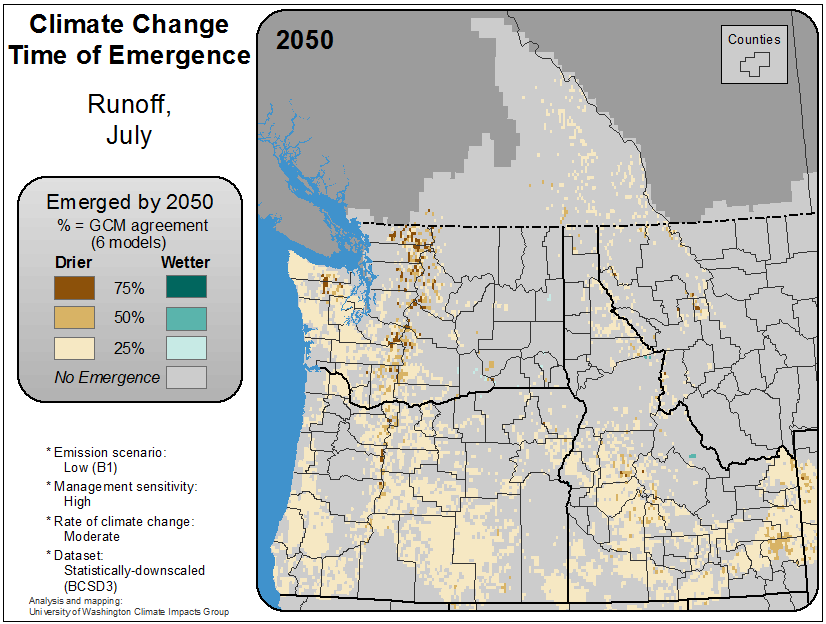 Climate Change
Time of Emergence
Runoff,
July
Emerged by 2050
% = GCM agreement
(6 models)
Drier Wetter
75%
50%
25%
No Emergence
* Emission scenario:
Low (B1)
* Management sensitivity:
High
* Rate of climate change:
Moderate
* Dataset:
Statistically-downscaled
(BCSD3)
Analysis and mapping:
University of Washington Climate Impacts Group
2050
Counties